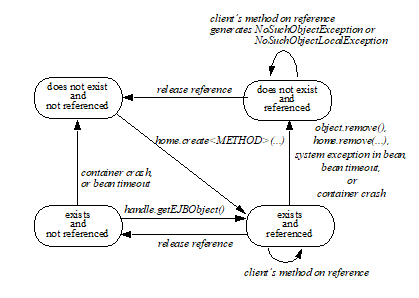 client's method on reference
generates NoSuchObjectException or
NoSuchObjectLocalException
does not exist
and
not referenced
release reference
does not exist
and
referenced
home.create<METHOD>(...)
object.remove(),
home.remove(...),
system exception in bean,
bean timeout,
or
container crash
container crash,
or bean timeout
exists
and
not referenced
handle.getEJBObject()
release reference
exists
and
referenced
client's method on reference